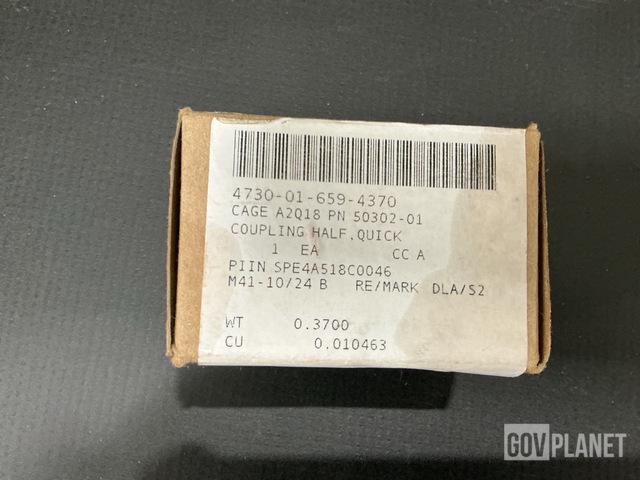 4730-01-659-4370
CAGE A2Q18 PN 50302-01
COUPLING HALF,QUICK
1 EA CC A
PIIN SPE4A518C0046
M41-10/24 B RE/MARK DLA/S2
WT 0.3700
CU 0.010463
GOVPLANET